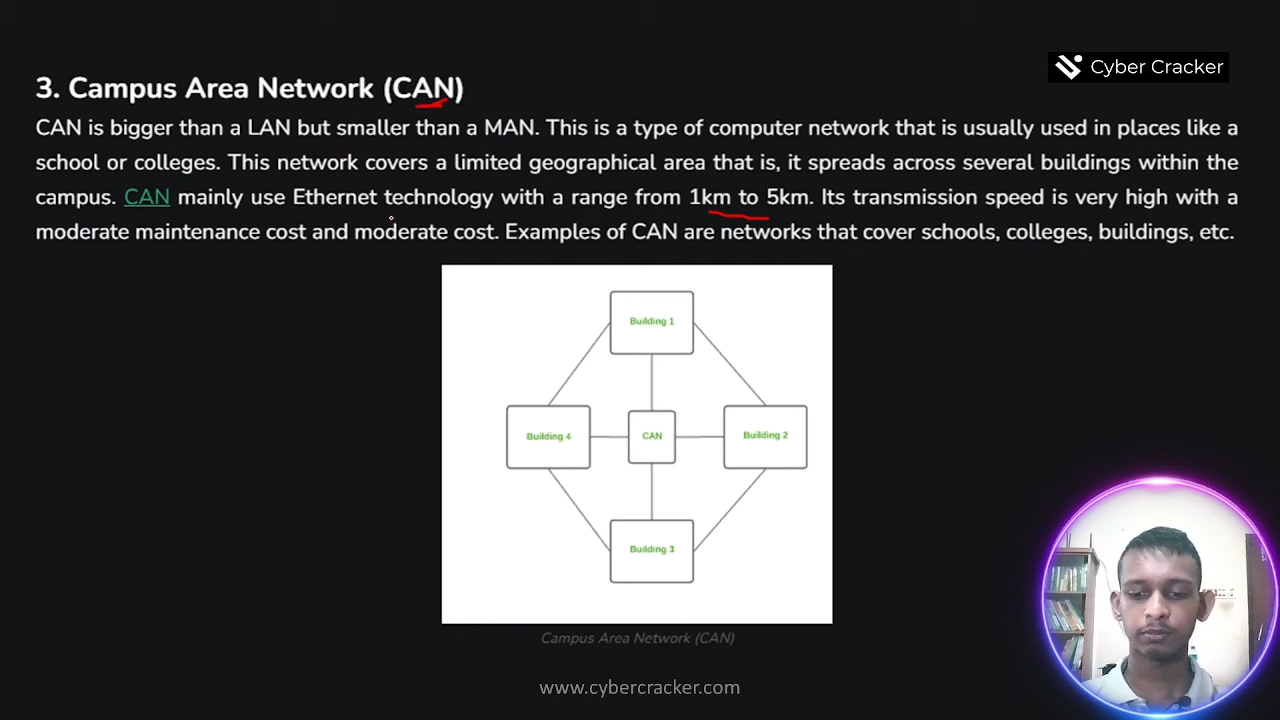 Cyber Cracker
3. Campus Area Network (CAN)
CAN is bigger than a LAN but smaller than a MAN. This is a type of computer network that is usually used in places like a
school or colleges. This network covers a limited geographical area that is, it spreads across several buildings within the
campus. CAN mainly use Ethernet technology with a range from 1km to 5km. Its transmission speed is very high with a
moderate maintenance cost and moderate cost. Examples of CAN are networks that cover schools, colleges, buildings, etc.
Building 1
Building 4
CAN
Building 2
Building 3
Campus Area Network (CAN)
www.cybercracker.com